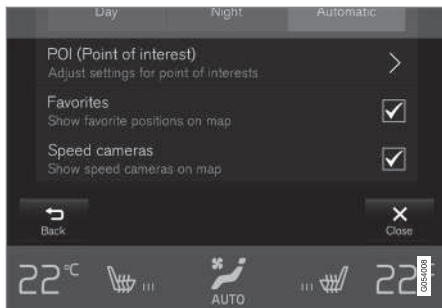 Day Night Automatic
POI (Point of interest)
Adjust settings for point of interests
Favorites
Show favorite positions on map
Speed cameras
Show speed cameras on map
Back Close
22°C 22°
AUTO
G054008